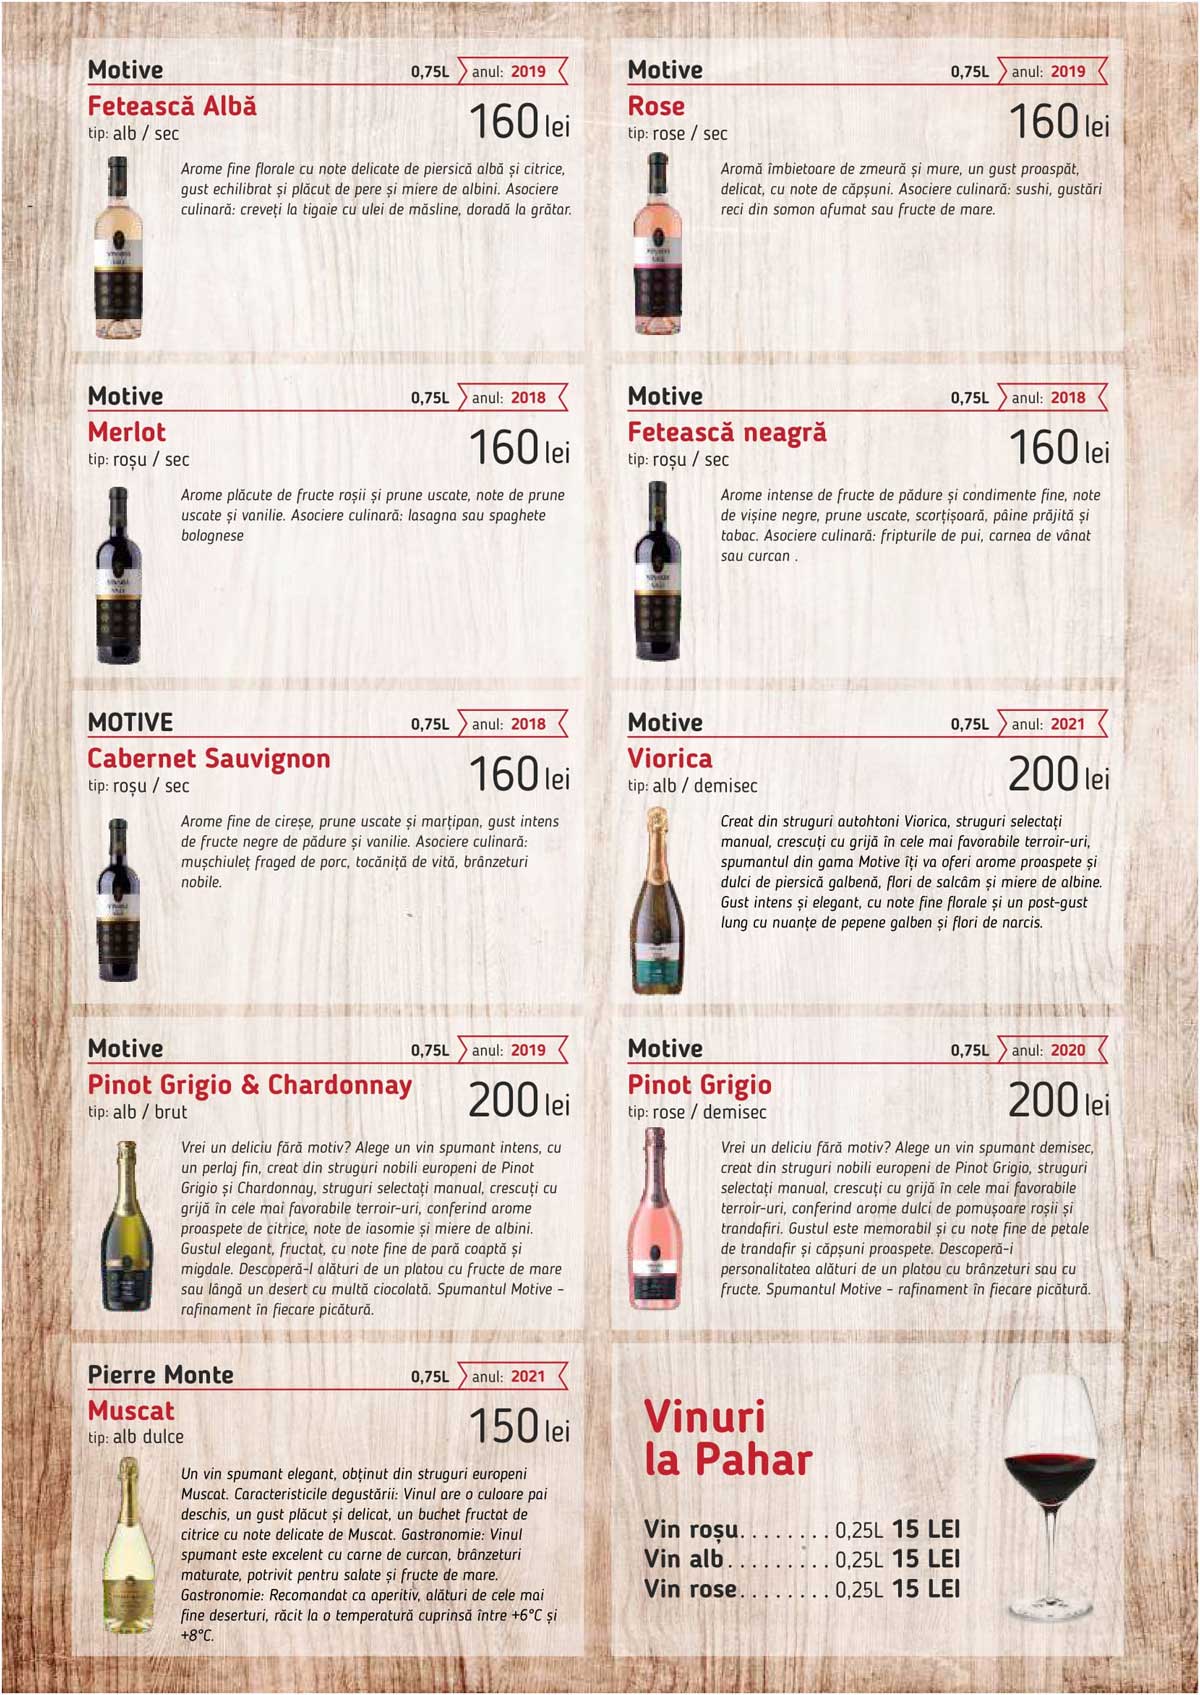 Motive 0,75L anul: 2019
Fetească Albă 160 lei
tip: alb / sec
Arome fine florale cu note delicate de piersică albă și citrice,
gust echilibrat și plăcut de pere și miere de albini. Asociere
culinară: creveți la tigaie cu ulei de măsline, doradă la grătar.
Motive 0,75L anul: 2019
Rose 160 lei
tip: rose / sec
Aromă îmbietoare de zmeură și mure, un gust proaspăt,
delicat, cu note de căpșuni. Asociere culinară: sushi, gustări
reci din somon afumat sau fructe de mare.
Motive 0,75L anul: 2018
Merlot 160 lei
tip: roșu / sec
Arome plăcute de fructe roșii și prune uscate, note de prune
uscate și vanilie. Asociere culinară: lasagna sau spaghete
bolognese
Motive 0,75L anul: 2018
Fetească neagră 160 lei
tip: roșu / sec
Arome intense de fructe de pădure și condimente fine, note
de vișine negre, prune uscate, scorțișoară, pâine prăjită și
tabac. Asociere culinară: fripturile de pui, carnea de vânat
sau curcan .
MOTIVE 0,75L anul: 2018
Cabernet Sauvignon 160 lei
tip: roșu / sec
Arome fine de cireșe, prune uscate și marțipan, gust intens
de fructe negre de pădure și vanilie. Asociere culinară:
mușchiuleț fraged de porc, tocăniță de vită, brânzeturi
nobile.
Motive 0,75L anul: 2021
Viorica 200 lei
tip: alb / demisec
Creat din struguri autohtoni Viorica, struguri selectați
manual, crescuți cu grijă în cele mai favorabile terroir-uri,
spumantul din gama Motive îți va oferi arome proaspete și
dulci de piersică galbenă, flori de salcâm și miere de albine.
Gust intens și elegant, cu note fine florale și un post-gust
lung cu nuanțe de pepene galben și flori de narcis.
Motive 0,75L anul: 2019
Pinot Grigio & Chardonnay 200 lei
tip: alb / brut
Vrei un deliciu fără motiv? Alege un vin spumant intens, cu
un perlaj fin, creat din struguri nobili europeni de Pinot
Grigio și Chardonnay, struguri selectați manual, crescuți cu
grijă în cele mai favorabile terroir-uri, conferind arome
proaspete de citrice, note de iasomie și miere de albini.
Gustul elegant, fructat, cu note fine de pară coaptă și
migdale. Descoperă-l alături de un platou cu fructe de mare
sau lângă un desert cu multă ciocolată. Spumantul Motive –
rafinament în fiecare picătură.
Motive 0,75L anul: 2020
Pinot Grigio 200 lei
tip: rose / demisec
Vrei un deliciu fără motiv? Alege un vin spumant demisec,
creat din struguri nobili europeni de Pinot Grigio, struguri
selectați manual, crescuți cu grijă în cele mai favorabile
terroir-uri, conferind arome dulci de pomușoare roșii și
trandafiri. Gustul este memorabil și cu note fine de petale
de trandafir și căpșuni proaspete. Descoperă-i
personalitatea alături de un platou cu brânzeturi sau cu
fructe. Spumantul Motive – rafinament în fiecare picătură.
Pierre Monte 0,75L anul: 2021
Muscat 150 lei
tip: alb dulce
Un vin spumant elegant, obținut din struguri europeni
Muscat. Caracteristicile degustării: Vinul are o culoare pai
deschis, un gust plăcut și delicat, un buchet fructat de
citrice cu note delicate de Muscat. Gastronomie: Vinul
spumant este excelent cu carne de curcan, brânzeturi
maturate, potrivit pentru salate și fructe de mare.
Gastronomie: Recomandat ca aperitiv, alături de cele mai
fine deserturi, răcit la o temperatură cuprinsă între +6°C și
+8°C.
Vinuri
la Pahar
Vin roșu........ 0,25L 15 LEI
Vin alb......... 0,25L 15 LEI
Vin rose........ 0,25L 15 LEI